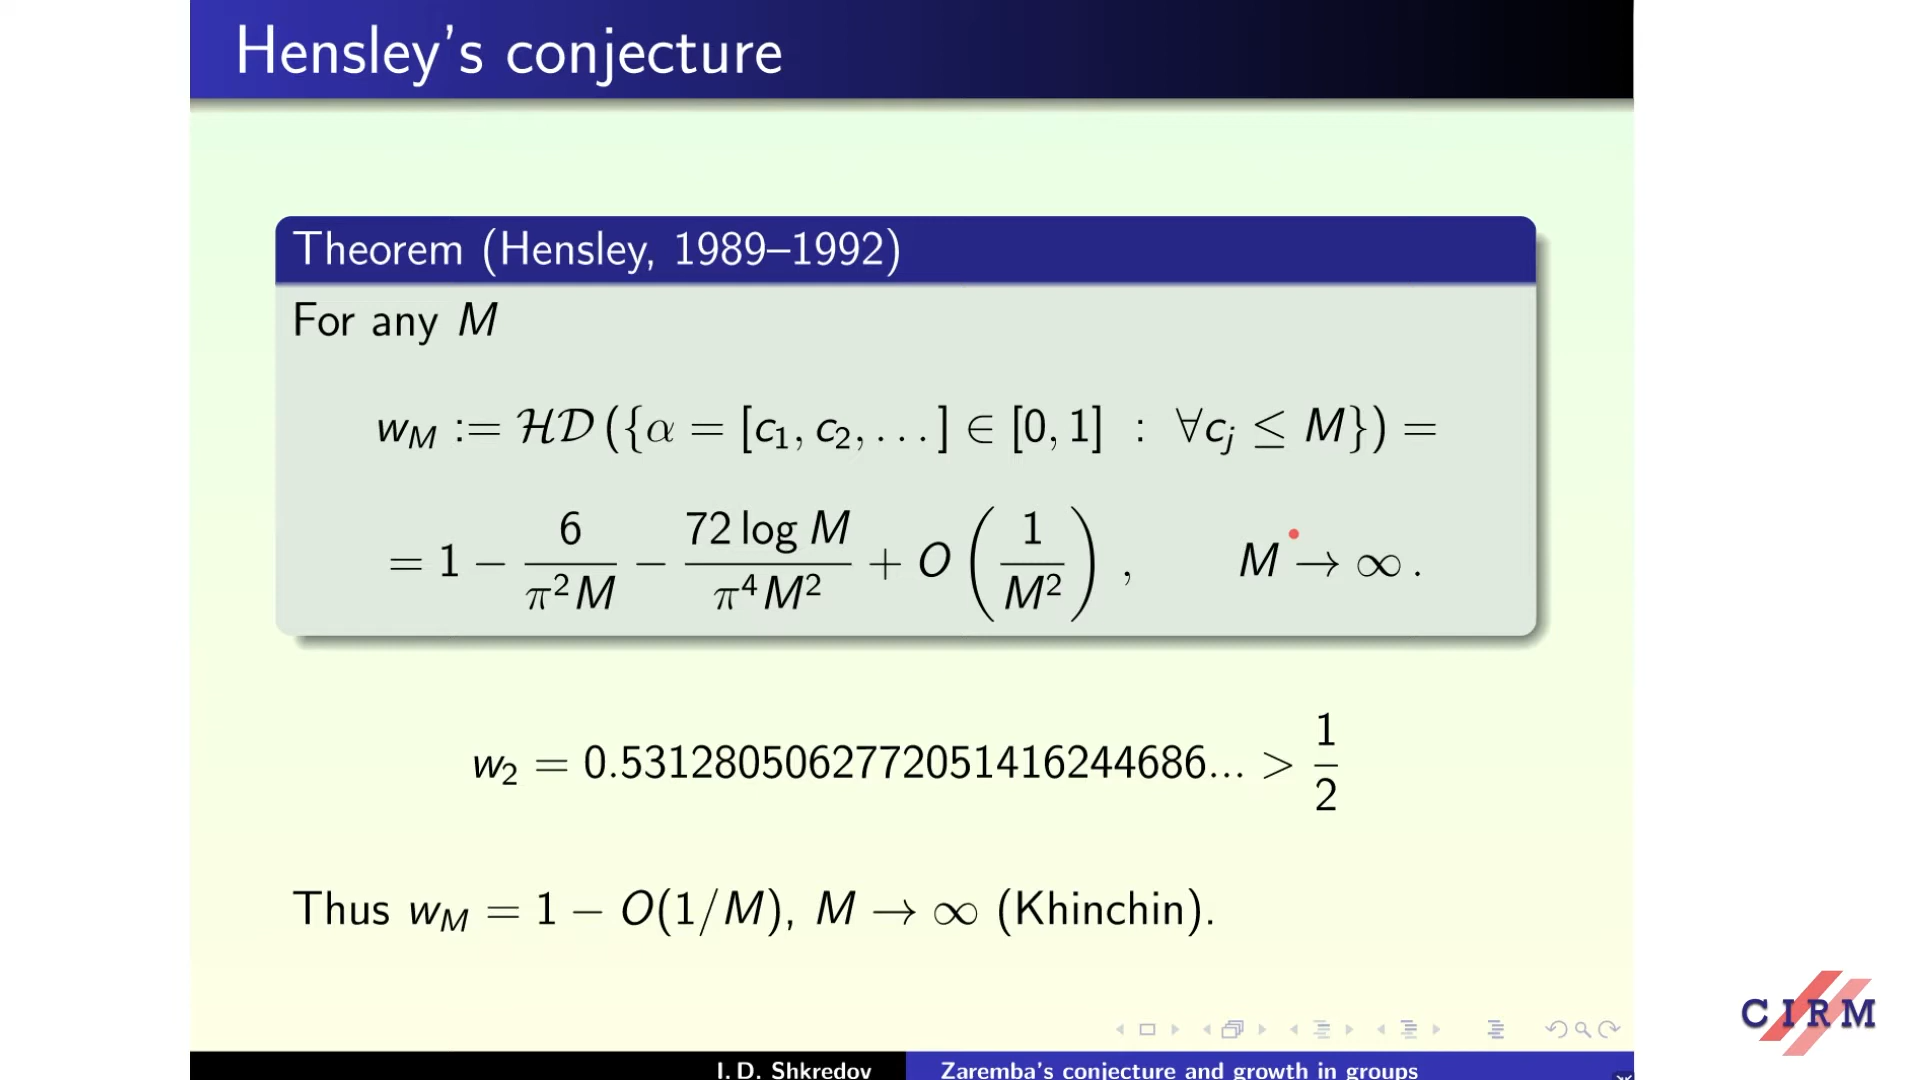 Hensley's conjecture
Theorem (Hensley, 1989–1992)
For any M
w_M := HD ({α = [c_1, c_2, . . . ] ∈ [0, 1] : ∀c_j ≤ M}) =
= 1 − 6/(π^2 M) − (72 log M)/(π^4 M^2) + O (1/M^2) , M → ∞ .
w_2 = 0.5312805062772051416244686... > 1/2
Thus w_M = 1 − O(1/M), M → ∞ (Khinchin).
CIRM
I. D. Shkredov
Zaremba's conjecture and growth in groups